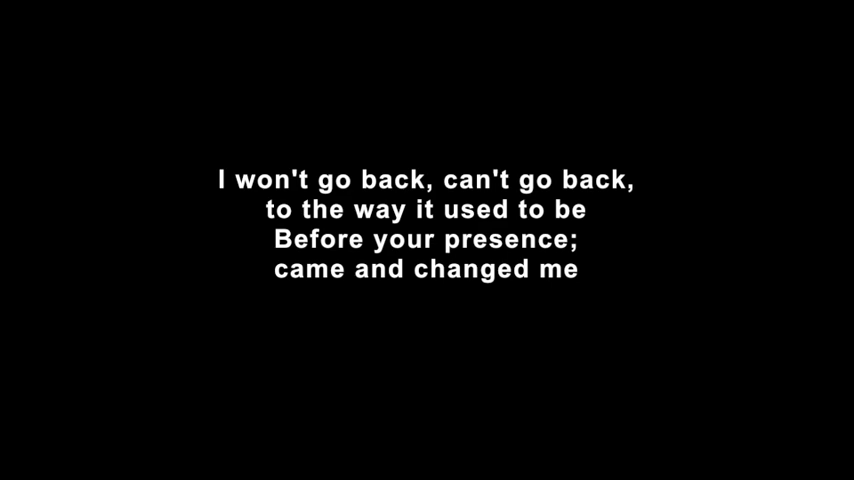 I won't go back, can't go back,
to the way it used to be
Before your presence;
came and changed me